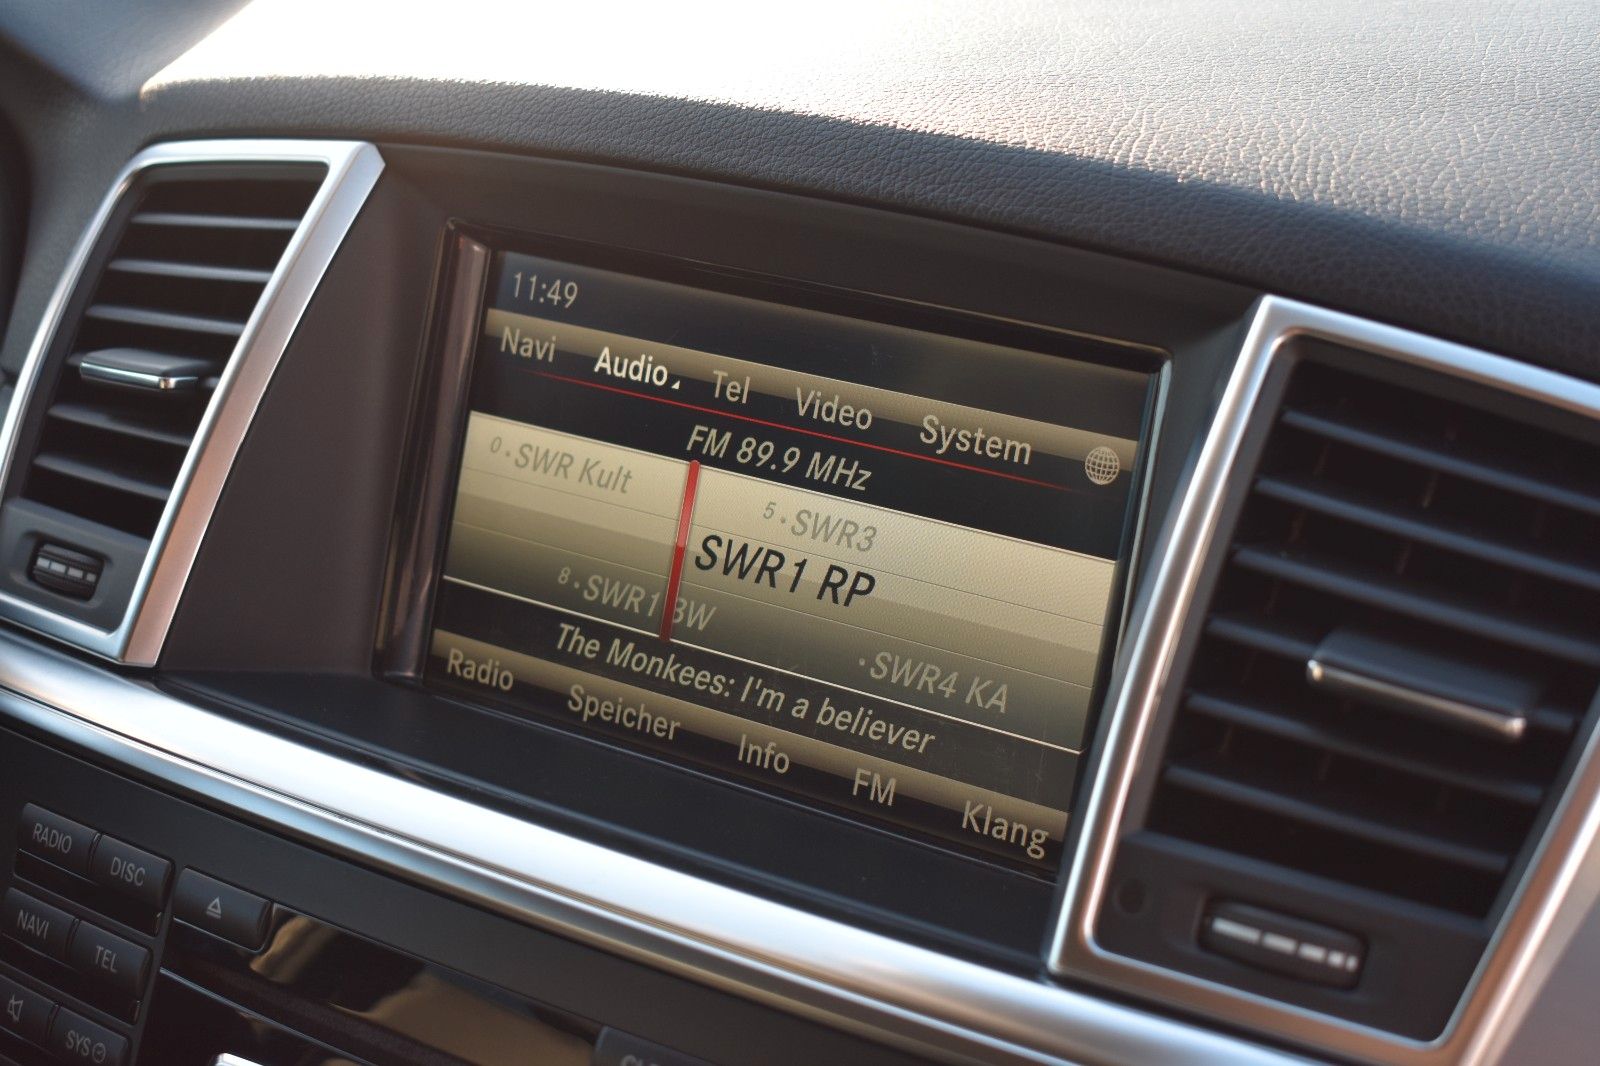 11:49
Navi Audio Tel Video System
FM 89.9 MHz
0 • SWR Kult
5 • SWR3
SWR1 RP
8 • SWR1 BW
• SWR4 KA
The Monkees: I'm a believer
Radio Speicher Info FM Klang
RADIO DISC
NAVI TEL
SYS